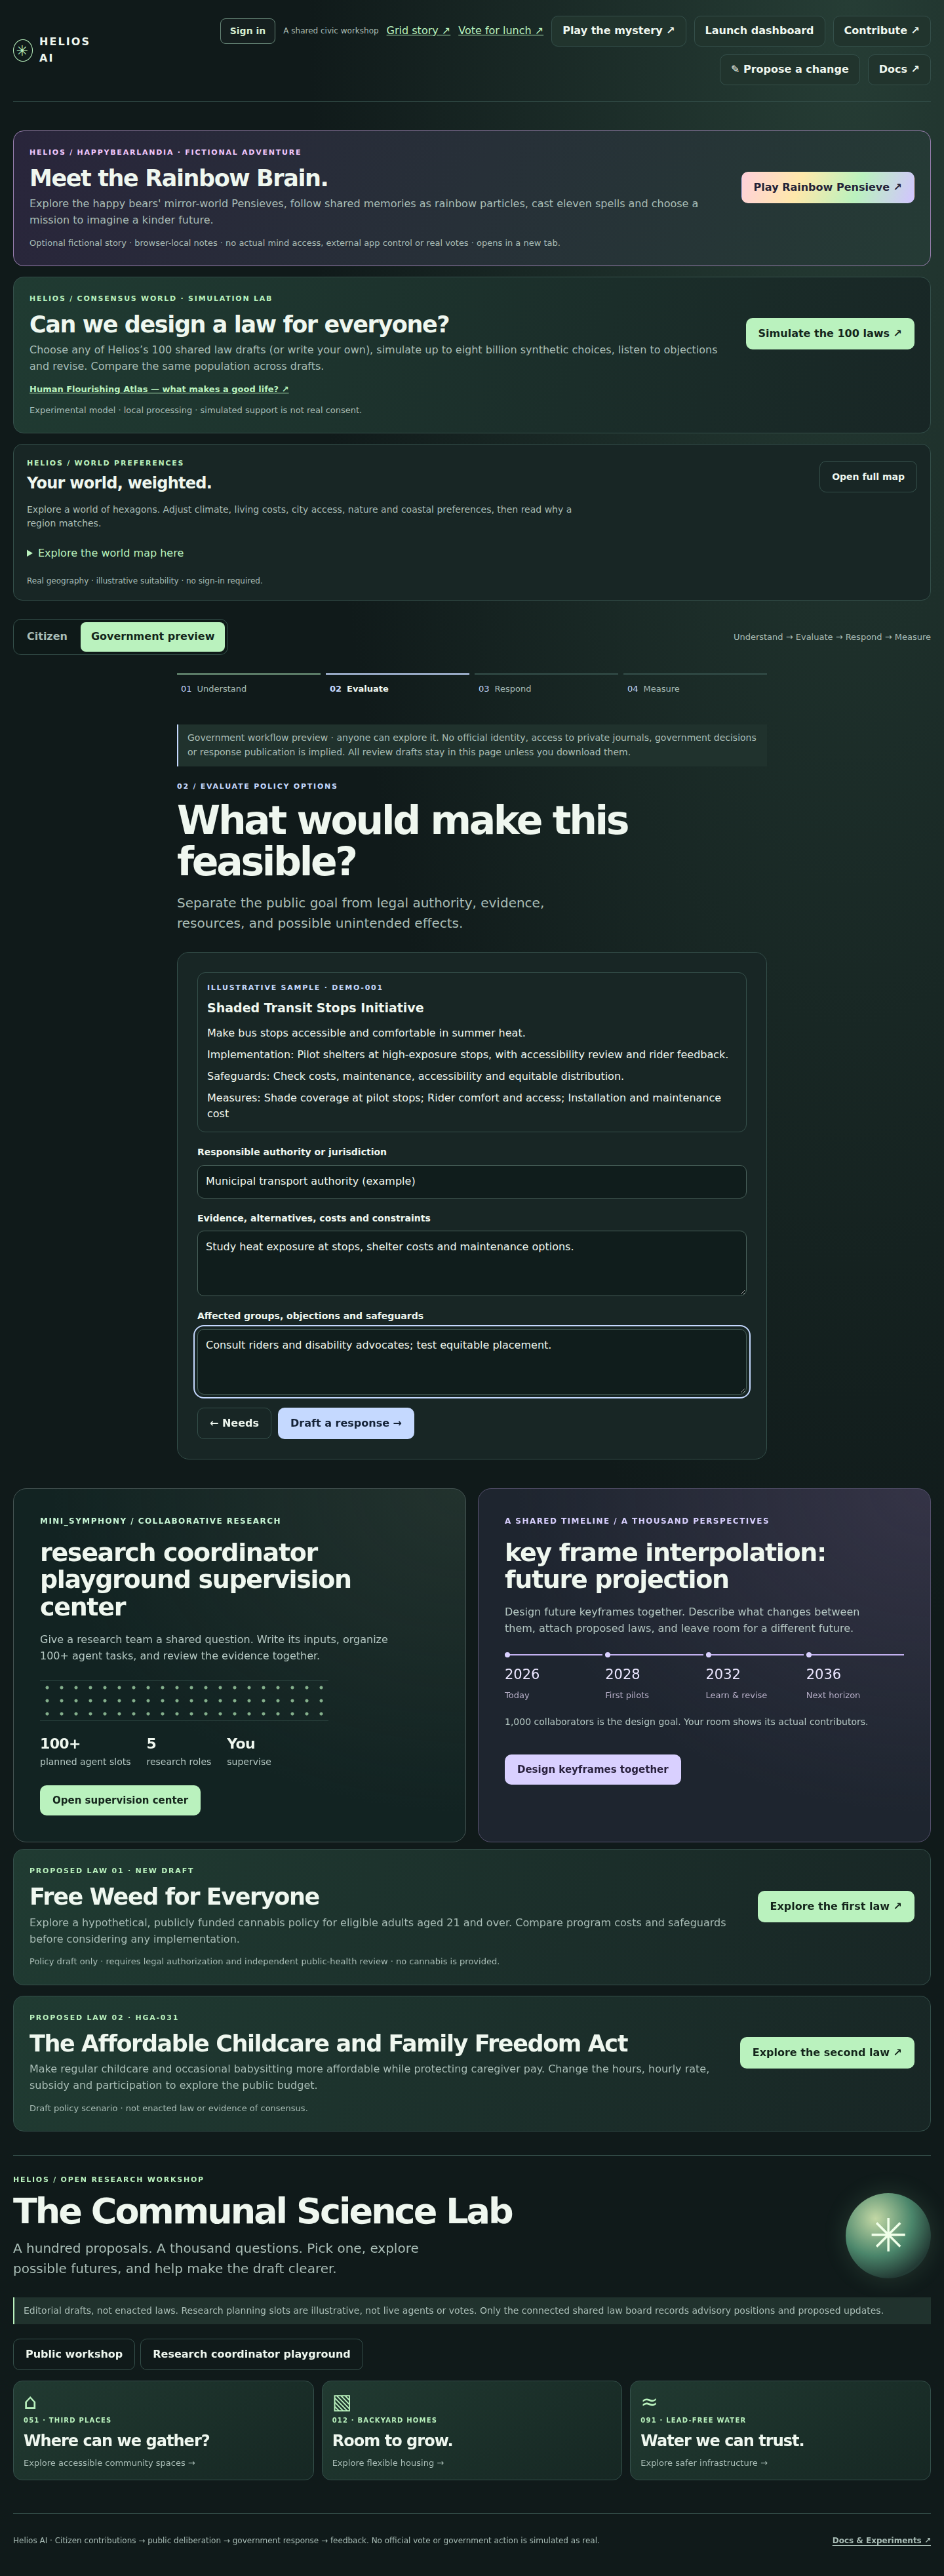 HELIOS AI
Sign in
A shared civic workshop
Grid story ↗
Vote for lunch ↗
Play the mystery ↗
Launch dashboard
Contribute ↗
✎ Propose a change
Docs ↗
HELIOS / HAPPYBEARLANDIA · FICTIONAL ADVENTURE
Meet the Rainbow Brain.
Explore the happy bears' mirror-world Pensieves, follow shared memories as rainbow particles, cast eleven spells and choose a
mission to imagine a kinder future.
Optional fictional story · browser-local notes · no actual mind access, external app control or real votes · opens in a new tab.
Play Rainbow Pensieve ↗
HELIOS / CONSENSUS WORLD · SIMULATION LAB
Can we design a law for everyone?
Choose any of Helios’s 100 shared law drafts (or write your own), simulate up to eight billion synthetic choices, listen to objections
and revise. Compare the same population across drafts.
Human Flourishing Atlas — what makes a good life? ↗
Experimental model · local processing · simulated support is not real consent.
Simulate the 100 laws ↗
HELIOS / WORLD PREFERENCES
Your world, weighted.
Explore a world of hexagons. Adjust climate, living costs, city access, nature and coastal preferences, then read why a
region matches.
▶ Explore the world map here
Real geography · illustrative suitability · no sign-in required.
Open full map
Citizen
Government preview
Understand → Evaluate → Respond → Measure
01 Understand
02 Evaluate
03 Respond
04 Measure
Government workflow preview · anyone can explore it. No official identity, access to private journals, government decisions
or response publication is implied. All review drafts stay in this page unless you download them.
02 / EVALUATE POLICY OPTIONS
What would make this
feasible?
Separate the public goal from legal authority, evidence,
resources, and possible unintended effects.
ILLUSTRATIVE SAMPLE · DEMO-001
Shaded Transit Stops Initiative
Make bus stops accessible and comfortable in summer heat.
Implementation: Pilot shelters at high-exposure stops, with accessibility review and rider feedback.
Safeguards: Check costs, maintenance, accessibility and equitable distribution.
Measures: Shade coverage at pilot stops; Rider comfort and access; Installation and maintenance
cost
Responsible authority or jurisdiction
Municipal transport authority (example)
Evidence, alternatives, costs and constraints
Study heat exposure at stops, shelter costs and maintenance options.
Affected groups, objections and safeguards
Consult riders and disability advocates; test equitable placement.
← Needs
Draft a response →
MINI_SYMPHONY / COLLABORATIVE RESEARCH
research coordinator
playground supervision
center
Give a research team a shared question. Write its inputs, organize
100+ agent tasks, and review the evidence together.
100+
planned agent slots
5
research roles
You
supervise
Open supervision center
A SHARED TIMELINE / A THOUSAND PERSPECTIVES
key frame interpolation:
future projection
Design future keyframes together. Describe what changes between
them, attach proposed laws, and leave room for a different future.
2026
Today
2028
First pilots
2032
Learn & revise
2036
Next horizon
1,000 collaborators is the design goal. Your room shows its actual contributors.
Design keyframes together
PROPOSED LAW 01 · NEW DRAFT
Free Weed for Everyone
Explore a hypothetical, publicly funded cannabis policy for eligible adults aged 21 and over. Compare program costs and safeguards
before considering any implementation.
Policy draft only · requires legal authorization and independent public-health review · no cannabis is provided.
Explore the first law ↗
PROPOSED LAW 02 · HGA-031
The Affordable Childcare and Family Freedom Act
Make regular childcare and occasional babysitting more affordable while protecting caregiver pay. Change the hours, hourly rate,
subsidy and participation to explore the public budget.
Draft policy scenario · not enacted law or evidence of consensus.
Explore the second law ↗
HELIOS / OPEN RESEARCH WORKSHOP
The Communal Science Lab
A hundred proposals. A thousand questions. Pick one, explore
possible futures, and help make the draft clearer.
Editorial drafts, not enacted laws. Research planning slots are illustrative, not live agents or votes. Only the connected shared law board records advisory positions and proposed updates.
Public workshop
Research coordinator playground
051 · THIRD PLACES
Where can we gather?
Explore accessible community spaces →
012 · BACKYARD HOMES
Room to grow.
Explore flexible housing →
091 · LEAD-FREE WATER
Water we can trust.
Explore safer infrastructure →
Helios AI · Citizen contributions → public deliberation → government response → feedback. No official vote or government action is simulated as real.
Docs & Experiments ↗